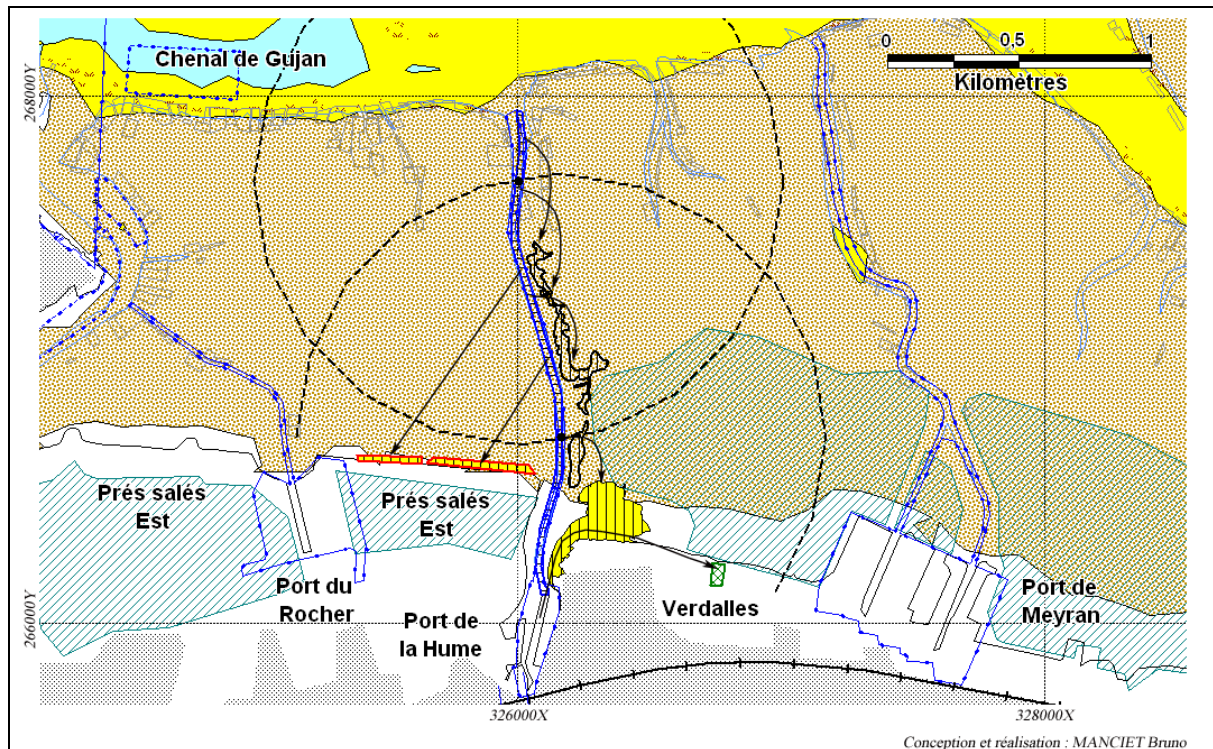 Chenal de Gujan
0
0,5
1
Kilomètres
268000Y
Prés salés
Est
Prés salés
Est
Port du
Rocher
Port de
la Hume
Verdalles
Port de
Meyran
266000Y
326000X
328000X
Conception et réalisation : MANCIET Bruno